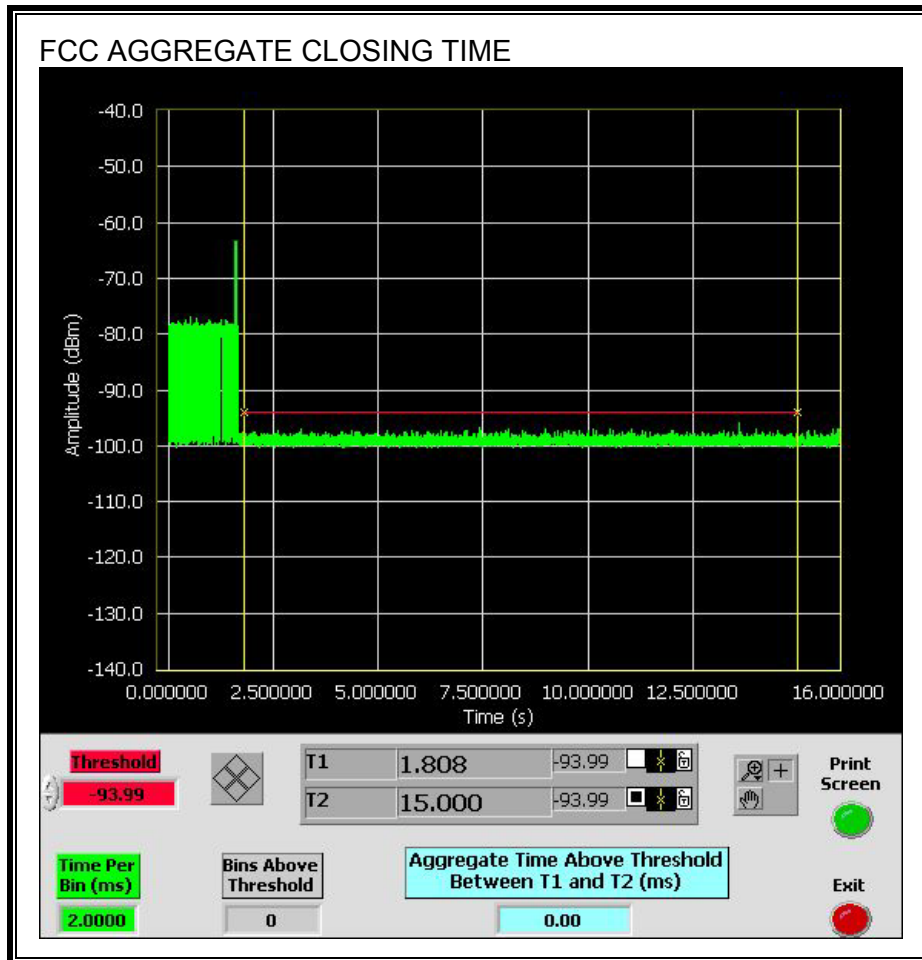 FCC AGGREGATE CLOSING TIME
-40.0
-50.0
-60.0
-70.0
-80.0
-90.0
-100.0
-110.0
-120.0
-130.0
-140.0
Amplitude (dBm)
0.000000 2.500000 5.000000 7.500000 10.000000 12.500000 16.000000
Time (s)
Threshold
-93.99
T1 1.808 -93.99
T2 15.000 -93.99
Print
Screen
Time Per
Bin (ms)
2.0000
Bins Above
Threshold
0
Aggregate Time Above Threshold
Between T1 and T2 (ms)
0.00
Exit